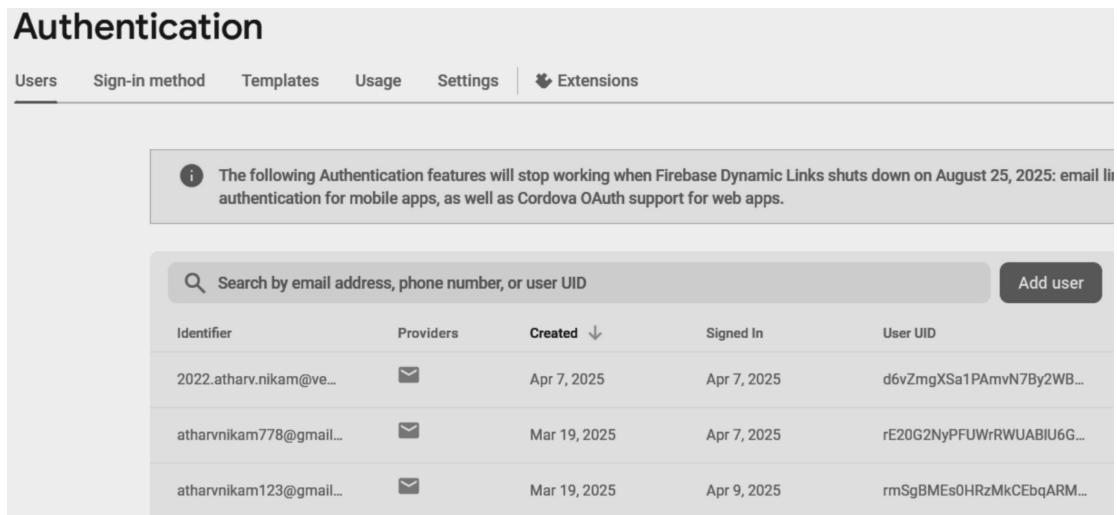 Authentication
Users Sign-in method Templates Usage Settings Extensions
The following Authentication features will stop working when Firebase Dynamic Links shuts down on August 25, 2025: email
authentication for mobile apps, as well as Cordova OAuth support for web apps.
Search by email address, phone number, or user UID Add user
Identifier Providers Created Signed In User UID
2022.atharv.nikam@ve... Apr 7, 2025 Apr 7, 2025 d6vZmgXSa1PAmvN7By2WB...
atharvnikam778@gmail... Mar 19, 2025 Apr 7, 2025 rE20G2NyPFUWrRWUABlU6G...
atharvnikam123@gmail... Mar 19, 2025 Apr 9, 2025 rmSgBMEs0HRzMkCEbqARM...